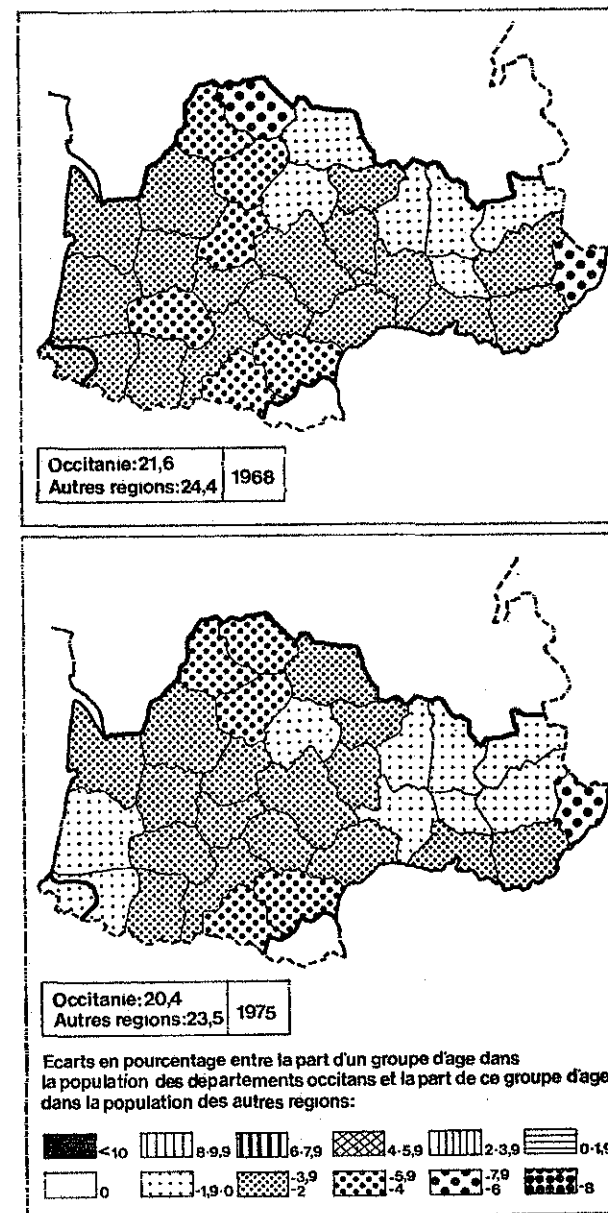 Occitanie:21,6
Autres régions:24,4
1968
Occitanie:20,4
Autres regions:23,5
1975
Ecarts en pourcentage entre la part d'un groupe d'age dans
la population des departements occitans et la part de ce groupe d'age
dans la population des autres régions:
<10 8-9,9 6-7,9 4-5,9 2-3,9 0-1,9
0 -1,9-0 -3,9 -2 -5,9 -4 -7,9 -6 -8